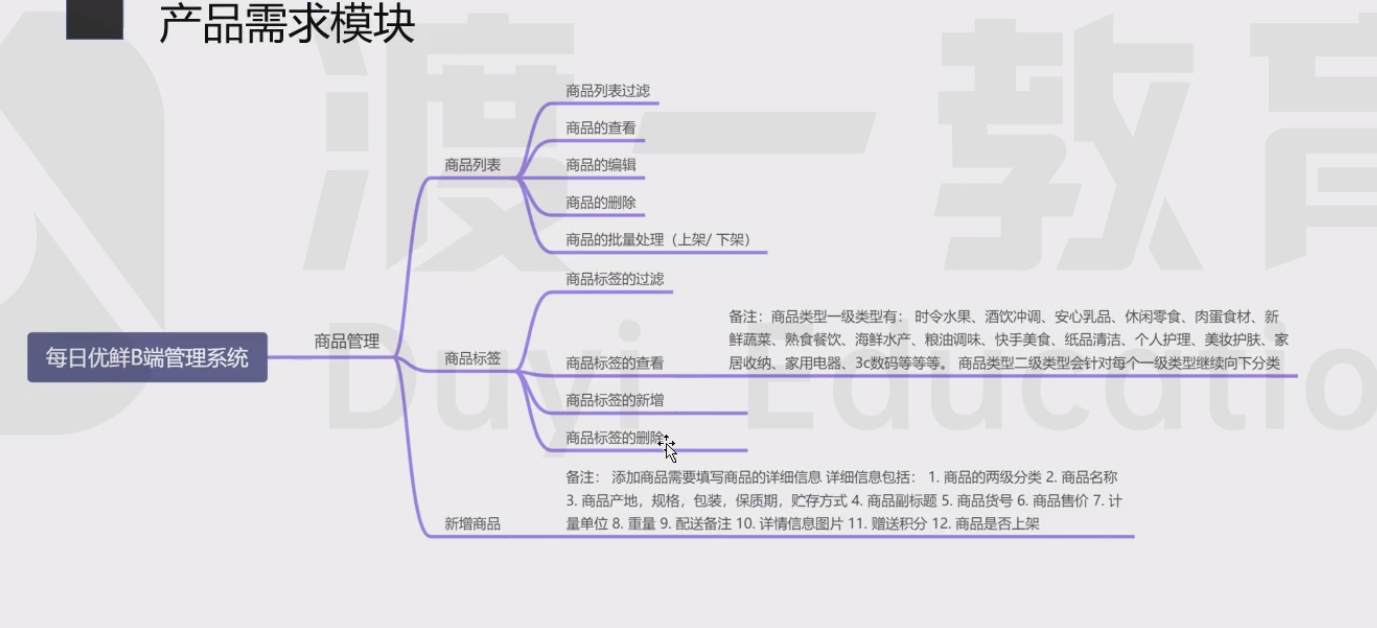 产品需求模块
商品列表过滤
商品的查看
商品列表
商品的编辑
商品的删除
商品的批量处理（上架/ 下架）
商品标签的过滤
备注：商品类型一级类型有： 时令水果、酒饮冲调、安心乳品、休闲零食、肉蛋食材、新
鲜蔬菜、熟食餐饮、海鲜水产、粮油调味、快手美食、纸品清洁、个人护理、美妆护肤、家
居收纳、家用电器、3c数码等等等。 商品类型二级类型会针对每个一级类型继续向下分类
每日优鲜B端管理系统
商品管理
商品标签
商品标签的查看
商品标签的新增
商品标签的删除
备注： 添加商品需要填写商品的详细信息 详细信息包括： 1. 商品的两级分类 2. 商品名称
3. 商品产地，规格，包装，保质期，贮存方式 4. 商品副标题 5. 商品货号 6. 商品售价 7. 计
量单位 8. 重量 9. 配送备注 10. 详情信息图片 11. 赠送积分 12. 商品是否上架
新增商品
渡一教育
Duyi Educatio